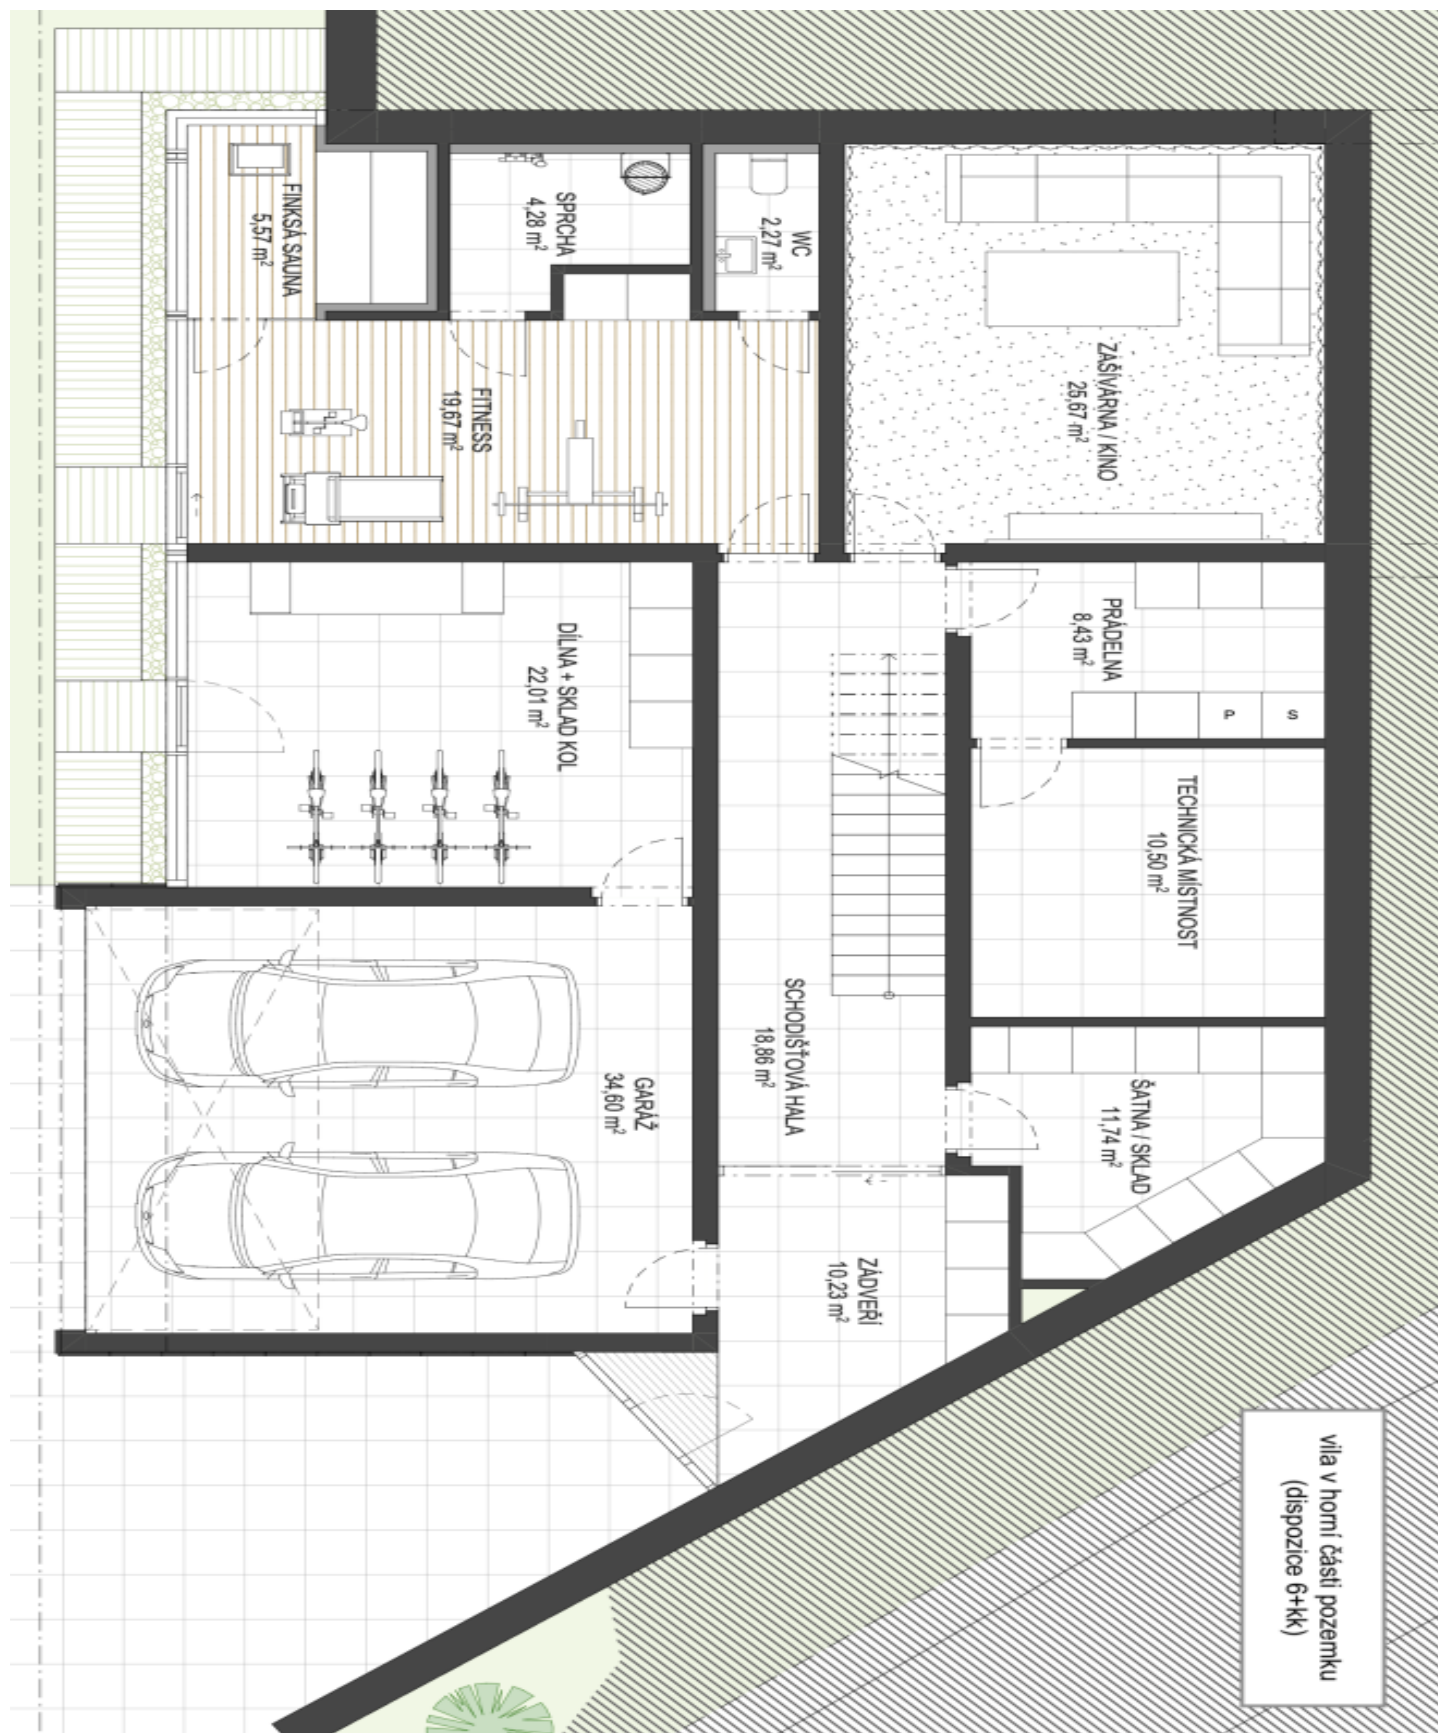 FINKSÁ SAUNA
5,57 m²
SPRCHA
4,28 m²
WC
2,27 m²
ZAŠÍVÁRNA / KINO
25,67 m²
FITNESS
19,67 m²
PRÁDELNA
8,43 m²
P
S
DÍLNA + SKLAD KOL
22,01 m²
TECHNICKÁ MÍSTNOST
10,50 m²
SCHODIŠŤOVÁ HALA
18,86 m²
GARÁŽ
34,60 m²
ŠATNA / SKLAD
11,74 m²
ZÁDVEŘÍ
10,23 m²
vila v horní části pozemku
(dispozice 6+kk)